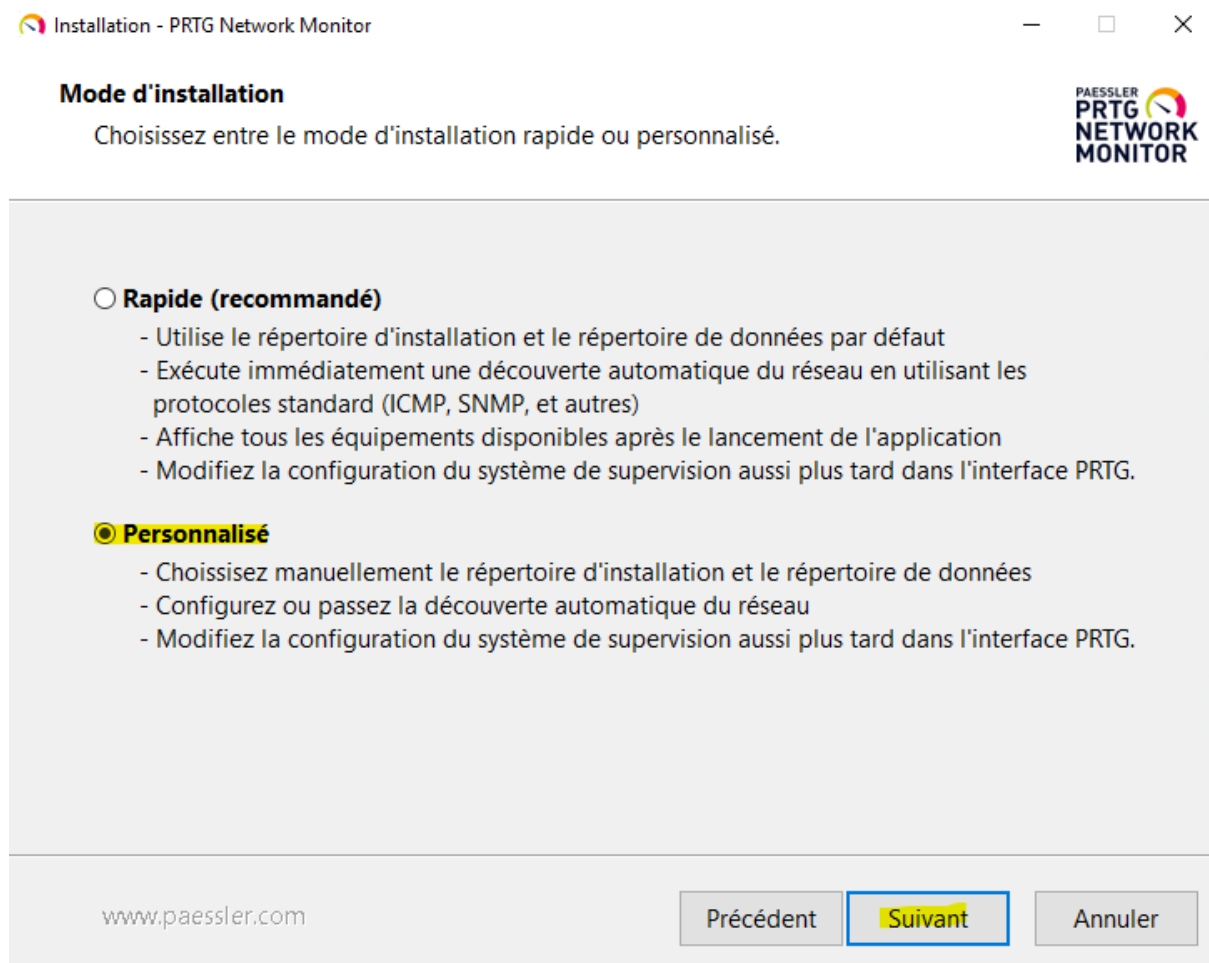 Installation - PRTG Network Monitor
Mode d'installation
Choisissez entre le mode d'installation rapide ou personnalisé.
PAESSLER
PRTG
NETWORK
MONITOR
Rapide (recommandé)
- Utilise le répertoire d'installation et le répertoire de données par défaut
- Exécute immédiatement une découverte automatique du réseau en utilisant les
protocoles standard (ICMP, SNMP, et autres)
- Affiche tous les équipements disponibles après le lancement de l'application
- Modifiez la configuration du système de supervision aussi plus tard dans l'interface PRTG.
Personnalisé
- Choissisez manuellement le répertoire d'installation et le répertoire de données
- Configurez ou passez la découverte automatique du réseau
- Modifiez la configuration du système de supervision aussi plus tard dans l'interface PRTG.
www.paessler.com
Précédent
Suivant
Annuler